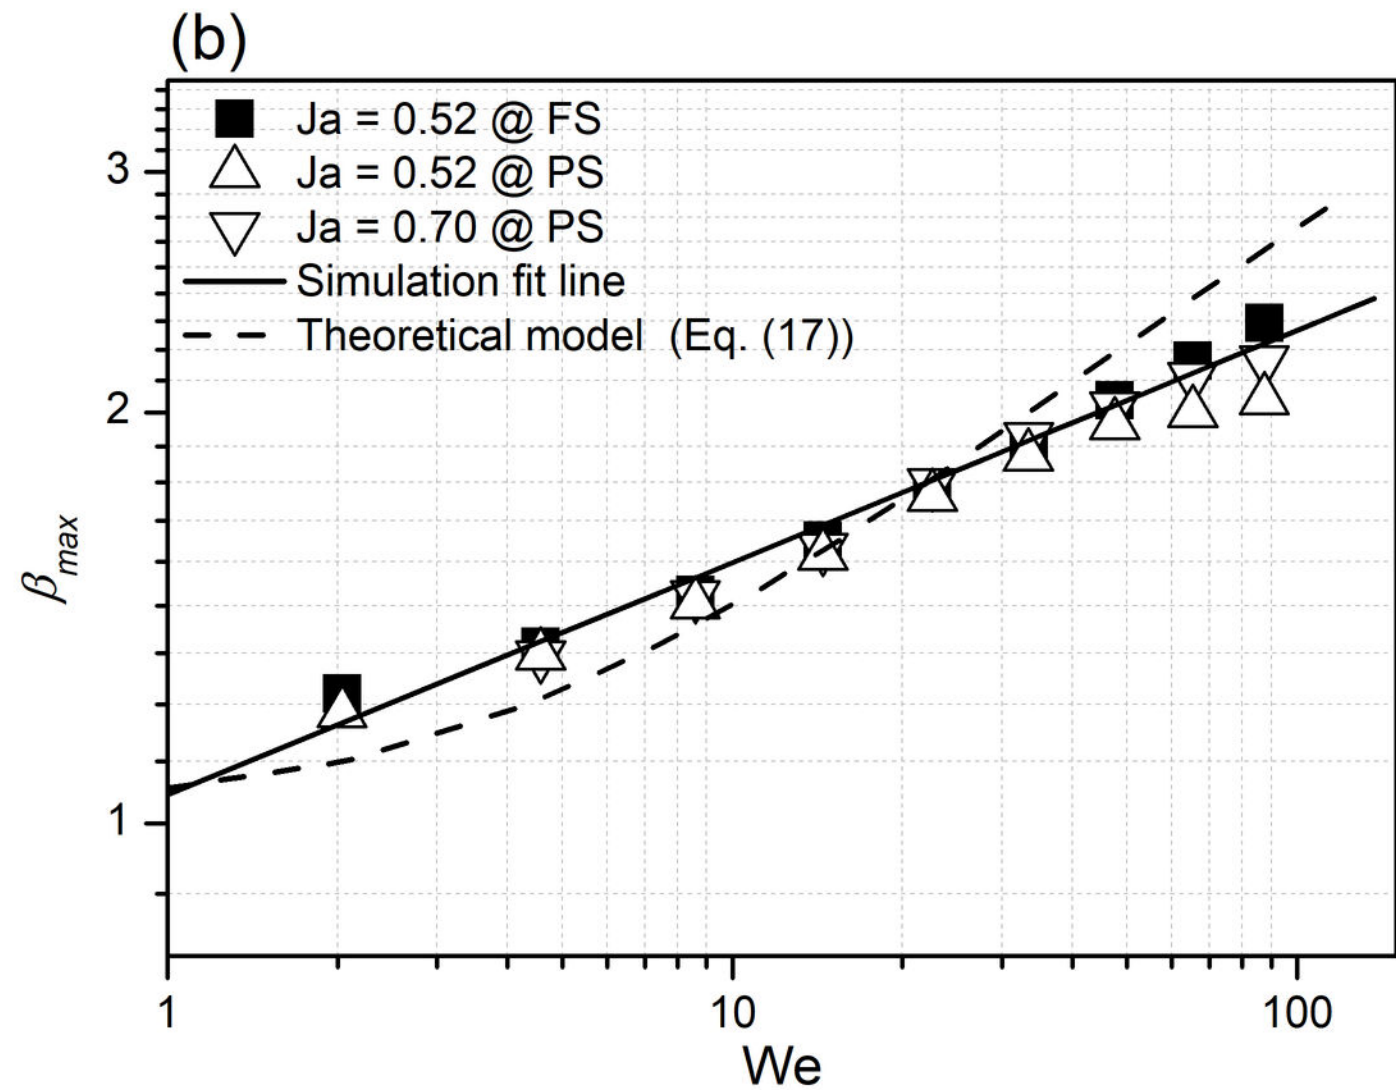 (b)
Ja = 0.52 @ FS
Ja = 0.52 @ PS
Ja = 0.70 @ PS
Simulation fit line
Theoretical model (Eq. (17))
3
2
1
βmax
1 10 100
We